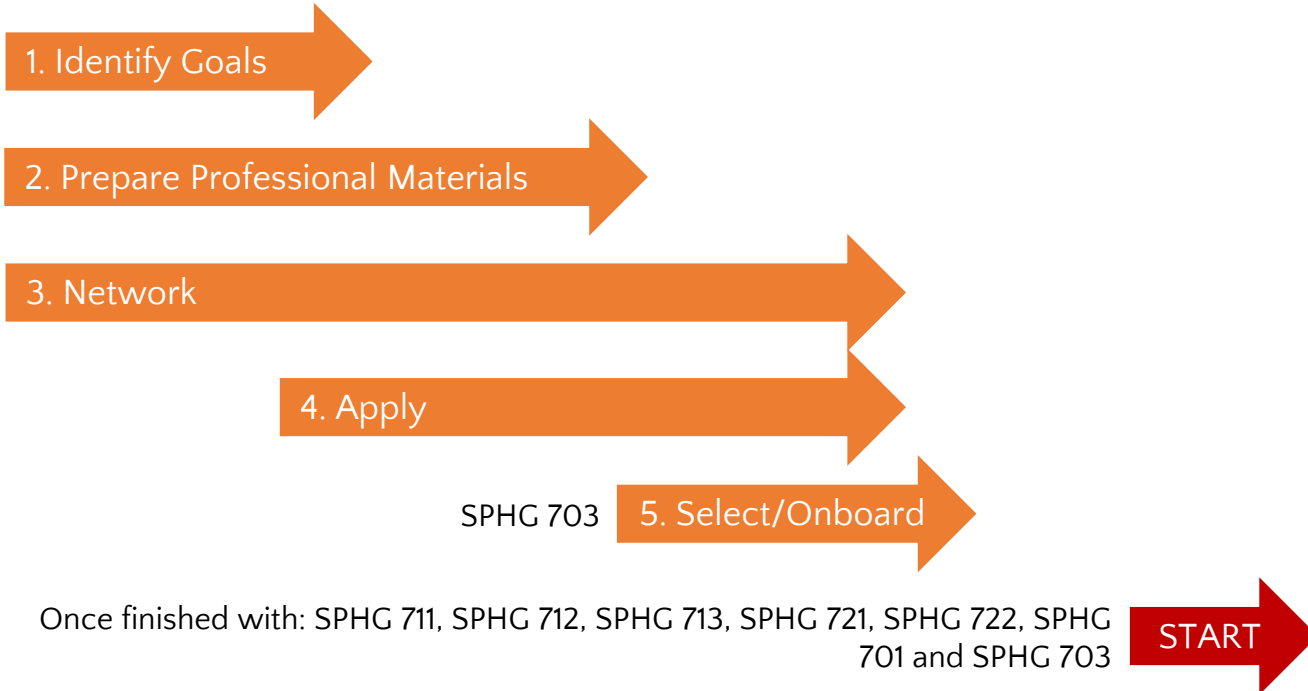 1. Identify Goals
2. Prepare Professional Materials
3. Network
4. Apply
SPHG 703
5. Select/Onboard
Once finished with: SPHG 711, SPHG 712, SPHG 713, SPHG 721, SPHG 722, SPHG
701 and SPHG 703
START